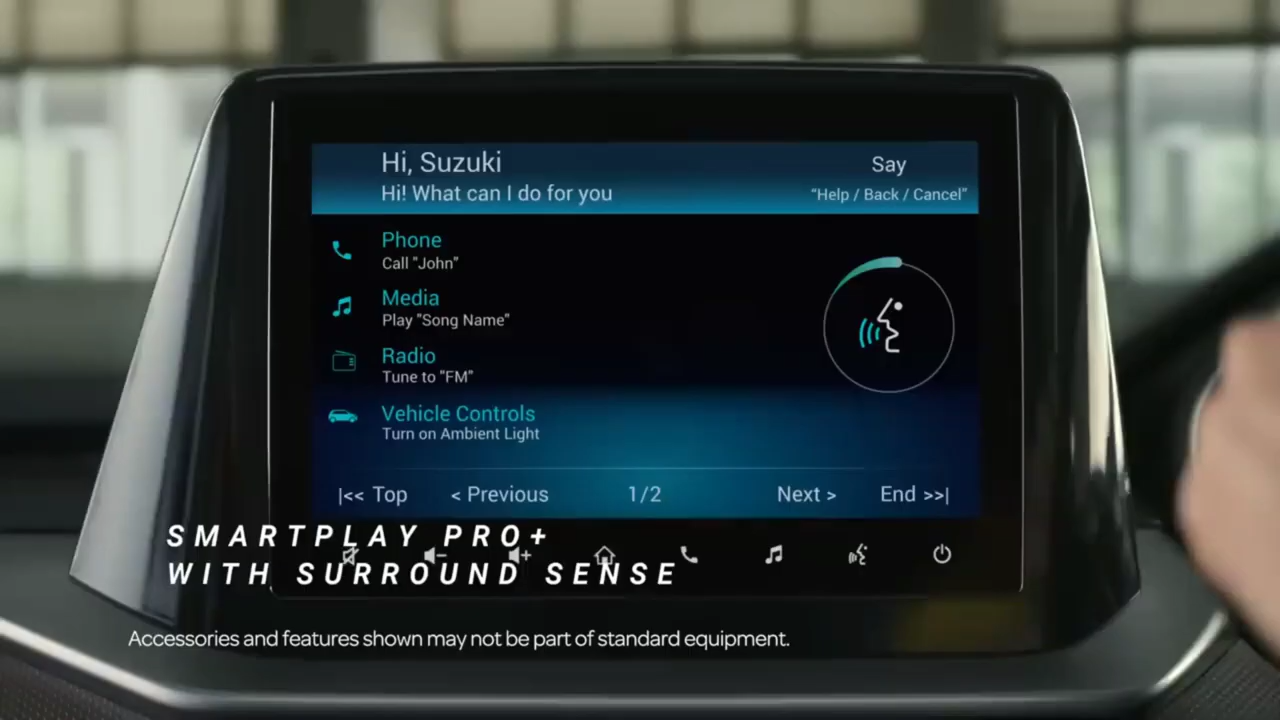 Hi, Suzuki
Hi! What can I do for you
Say
"Help / Back / Cancel"
Phone
Call "John"
Media
Play "Song Name"
Radio
Tune to "FM"
Vehicle Controls
Turn on Ambient Light
|<< Top < Previous 1/2 Next > End >>|
SMARTPLAY PRO+
WITH SURROUND SENSE
Accessories and features shown may not be part of standard equipment.